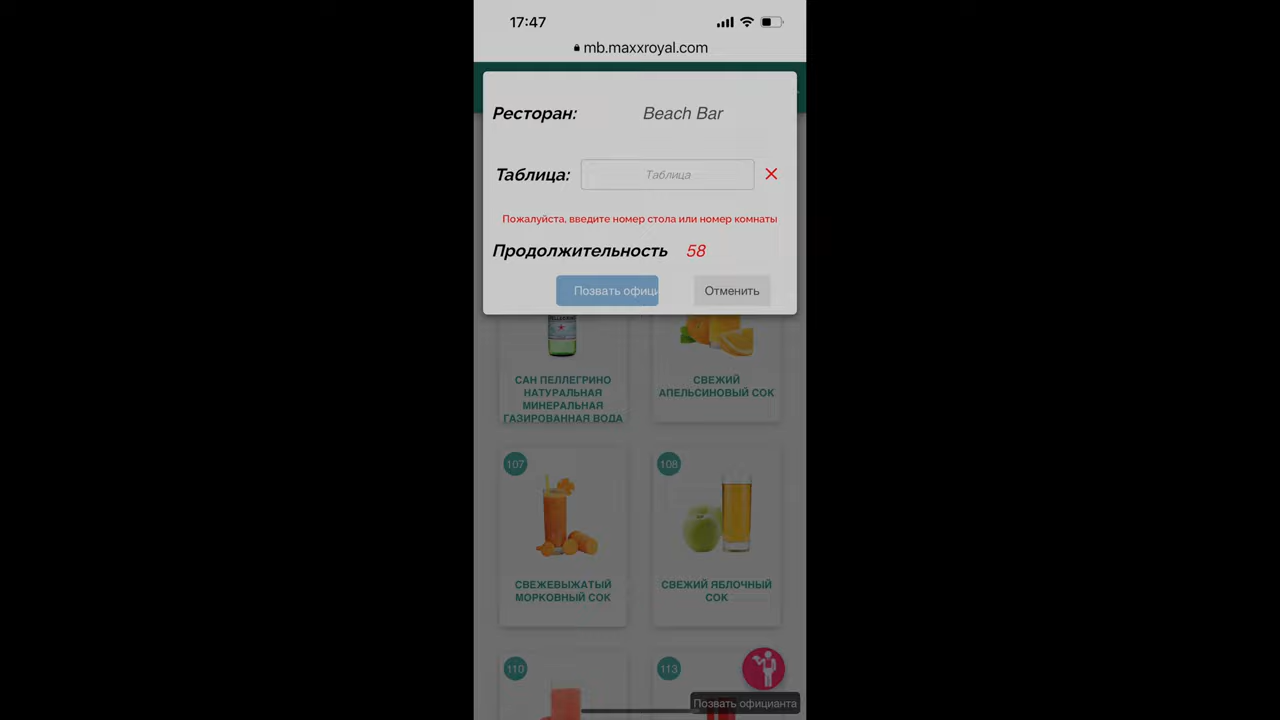 17:47
mb.maxxroyal.com
Ресторан: Beach Bar
Таблица: Таблица
Пожалуйста, введите номер стола или номер комнаты
Продолжительность 58
Позвать офици
Отменить
САН ПЕЛЛЕГРИНО
НАТУРАЛЬНАЯ
МИНЕРАЛЬНАЯ
ГАЗИРОВАННАЯ ВОДА
СВЕЖИЙ
АПЕЛЬСИНОВЫЙ СОК
107
СВЕЖЕВЫЖАТЫЙ
МОРКОВНЫЙ СОК
108
СВЕЖИЙ ЯБЛОЧНЫЙ
СОК
110
113
Позвать официанта